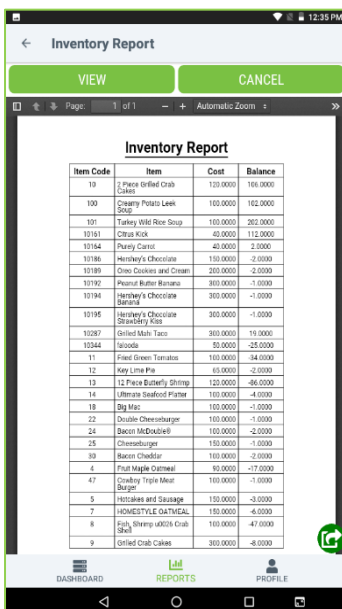 12:35 PM
Inventory Report
VIEW CANCEL
Page: 1 of 1 − + Automatic Zoom
Inventory Report
Item Code Item Cost Balance
10 2 Piece Grilled Crab Cakes 120.0000 106.0000
100 Creamy Potato Leek Soup 100.0000 102.0000
101 Turkey Wild Rice Soup 100.0000 202.0000
10161 Citrus Kick 40.0000 112.0000
10164 Purely Carrot 40.0000 2.0000
10186 Hershey's Chocolate 150.0000 -2.0000
10189 Oreo Cookies and Cream 200.0000 -2.0000
10192 Peanut Butter Banana 300.0000 -1.0000
10194 Hershey's Chocolate Banana 300.0000 -1.0000
10195 Hershey's Chocolate Strawberry Kiss 300.0000 -1.0000
10287 Grilled Mahi Taco 300.0000 19.0000
10344 falooda 50.0000 -25.0000
11 Fried Green Tomatos 100.0000 -34.0000
12 Key Lime Pie 65.0000 -2.0000
13 12 Piece Butterfly Shrimp 120.0000 -86.0000
14 Ultimate Seafood Platter 100.0000 -4.0000
18 Big Mac 100.0000 -1.0000
22 Double Cheeseburger 100.0000 -1.0000
24 Bacon McDouble® 100.0000 -2.0000
25 Cheeseburger 150.0000 -1.0000
30 Bacon Cheddar 100.0000 -2.0000
4 Fruit Maple Oatmeal 90.0000 -17.0000
47 Cowboy Triple Meat Burger 100.0000 -1.0000
5 Hotcakes and Sausage 150.0000 -3.0000
7 HOMESTYLE OATMEAL 150.0000 -6.0000
8 Fish, Shrimp u0026 Crab Shell 100.0000 -47.0000
9 Grilled Crab Cakes 300.0000 -8.0000
DASHBOARD REPORTS PROFILE